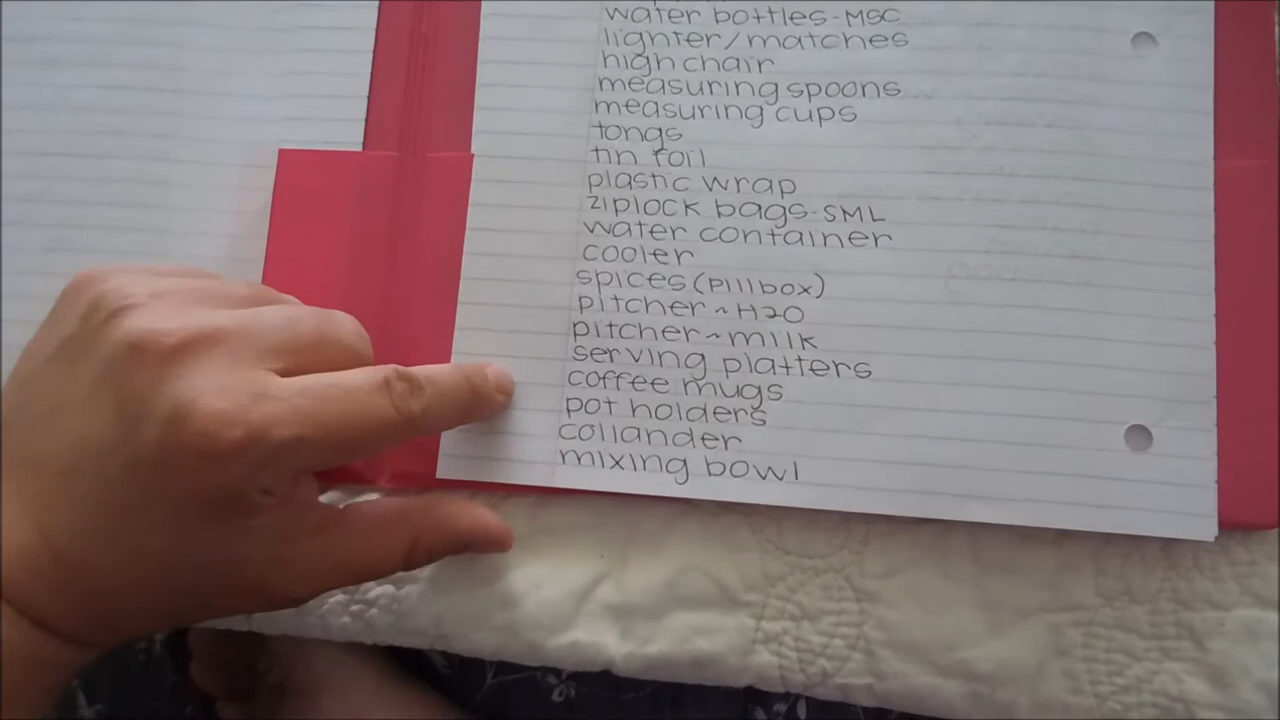 water bottles-MSC
lighter/matches
high chair
measuring spoons
measuring cups
tongs
tin foil
plastic wrap
ziplock bags-SML
water container
cooler
spices (pillbox)
pitcher~H2O
pitcher~milk
serving platters
coffee mugs
pot holders
collander
mixing bowl